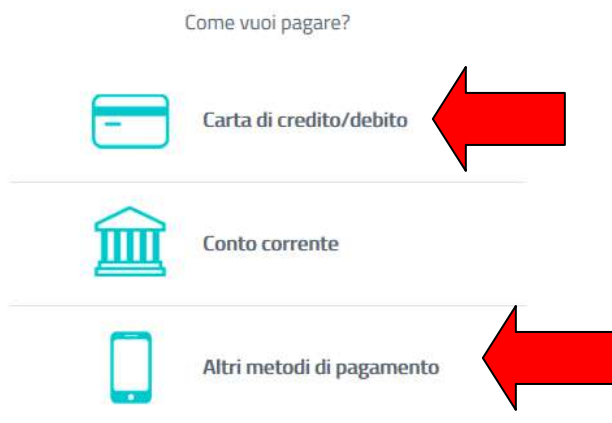 Come vuoi pagare?
Carta di credito/debito
Conto corrente
Altri metodi di pagamento